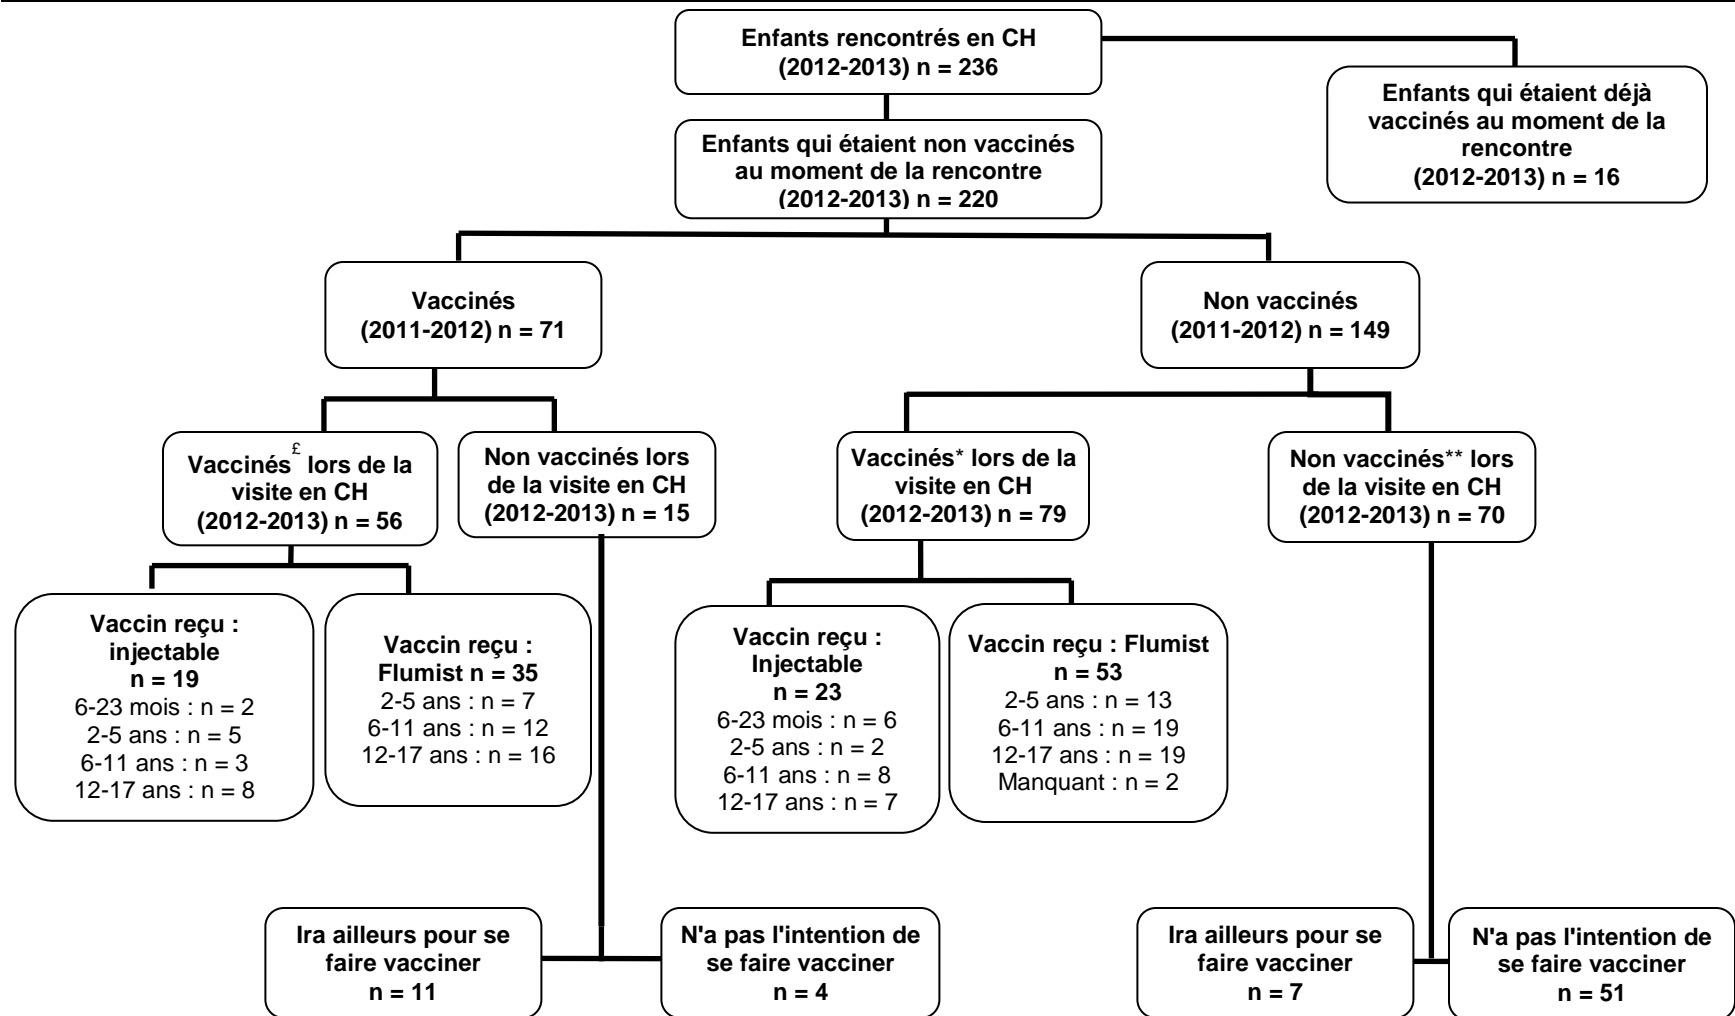 Enfants rencontrés en CH
(2012-2013) n = 236
Enfants qui étaient déjà
vaccinés au moment de la
rencontre
(2012-2013) n = 16
Enfants qui étaient non vaccinés
au moment de la rencontre
(2012-2013) n = 220
Vaccinés
(2011-2012) n = 71
Non vaccinés
(2011-2012) n = 149
Vaccinés£ lors de la
visite en CH
(2012-2013) n = 56
Non vaccinés lors
de la visite en CH
(2012-2013) n = 15
Vaccinés* lors de la
visite en CH
(2012-2013) n = 79
Non vaccinés** lors
de la visite en CH
(2012-2013) n = 70
Vaccin reçu :
injectable
n = 19
6-23 mois : n = 2
2-5 ans : n = 5
6-11 ans : n = 3
12-17 ans : n = 8
Vaccin reçu :
Flumist n = 35
2-5 ans : n = 7
6-11 ans : n = 12
12-17 ans : n = 16
Vaccin reçu :
Injectable
n = 23
6-23 mois : n = 6
2-5 ans : n = 2
6-11 ans : n = 8
12-17 ans : n = 7
Vaccin reçu : Flumist
n = 53
2-5 ans : n = 13
6-11 ans : n = 19
12-17 ans : n = 19
Manquant : n = 2
Ira ailleurs pour se
faire vacciner
n = 11
N'a pas l'intention de
se faire vacciner
n = 4
Ira ailleurs pour se
faire vacciner
n = 7
N'a pas l'intention de
se faire vacciner
n = 51